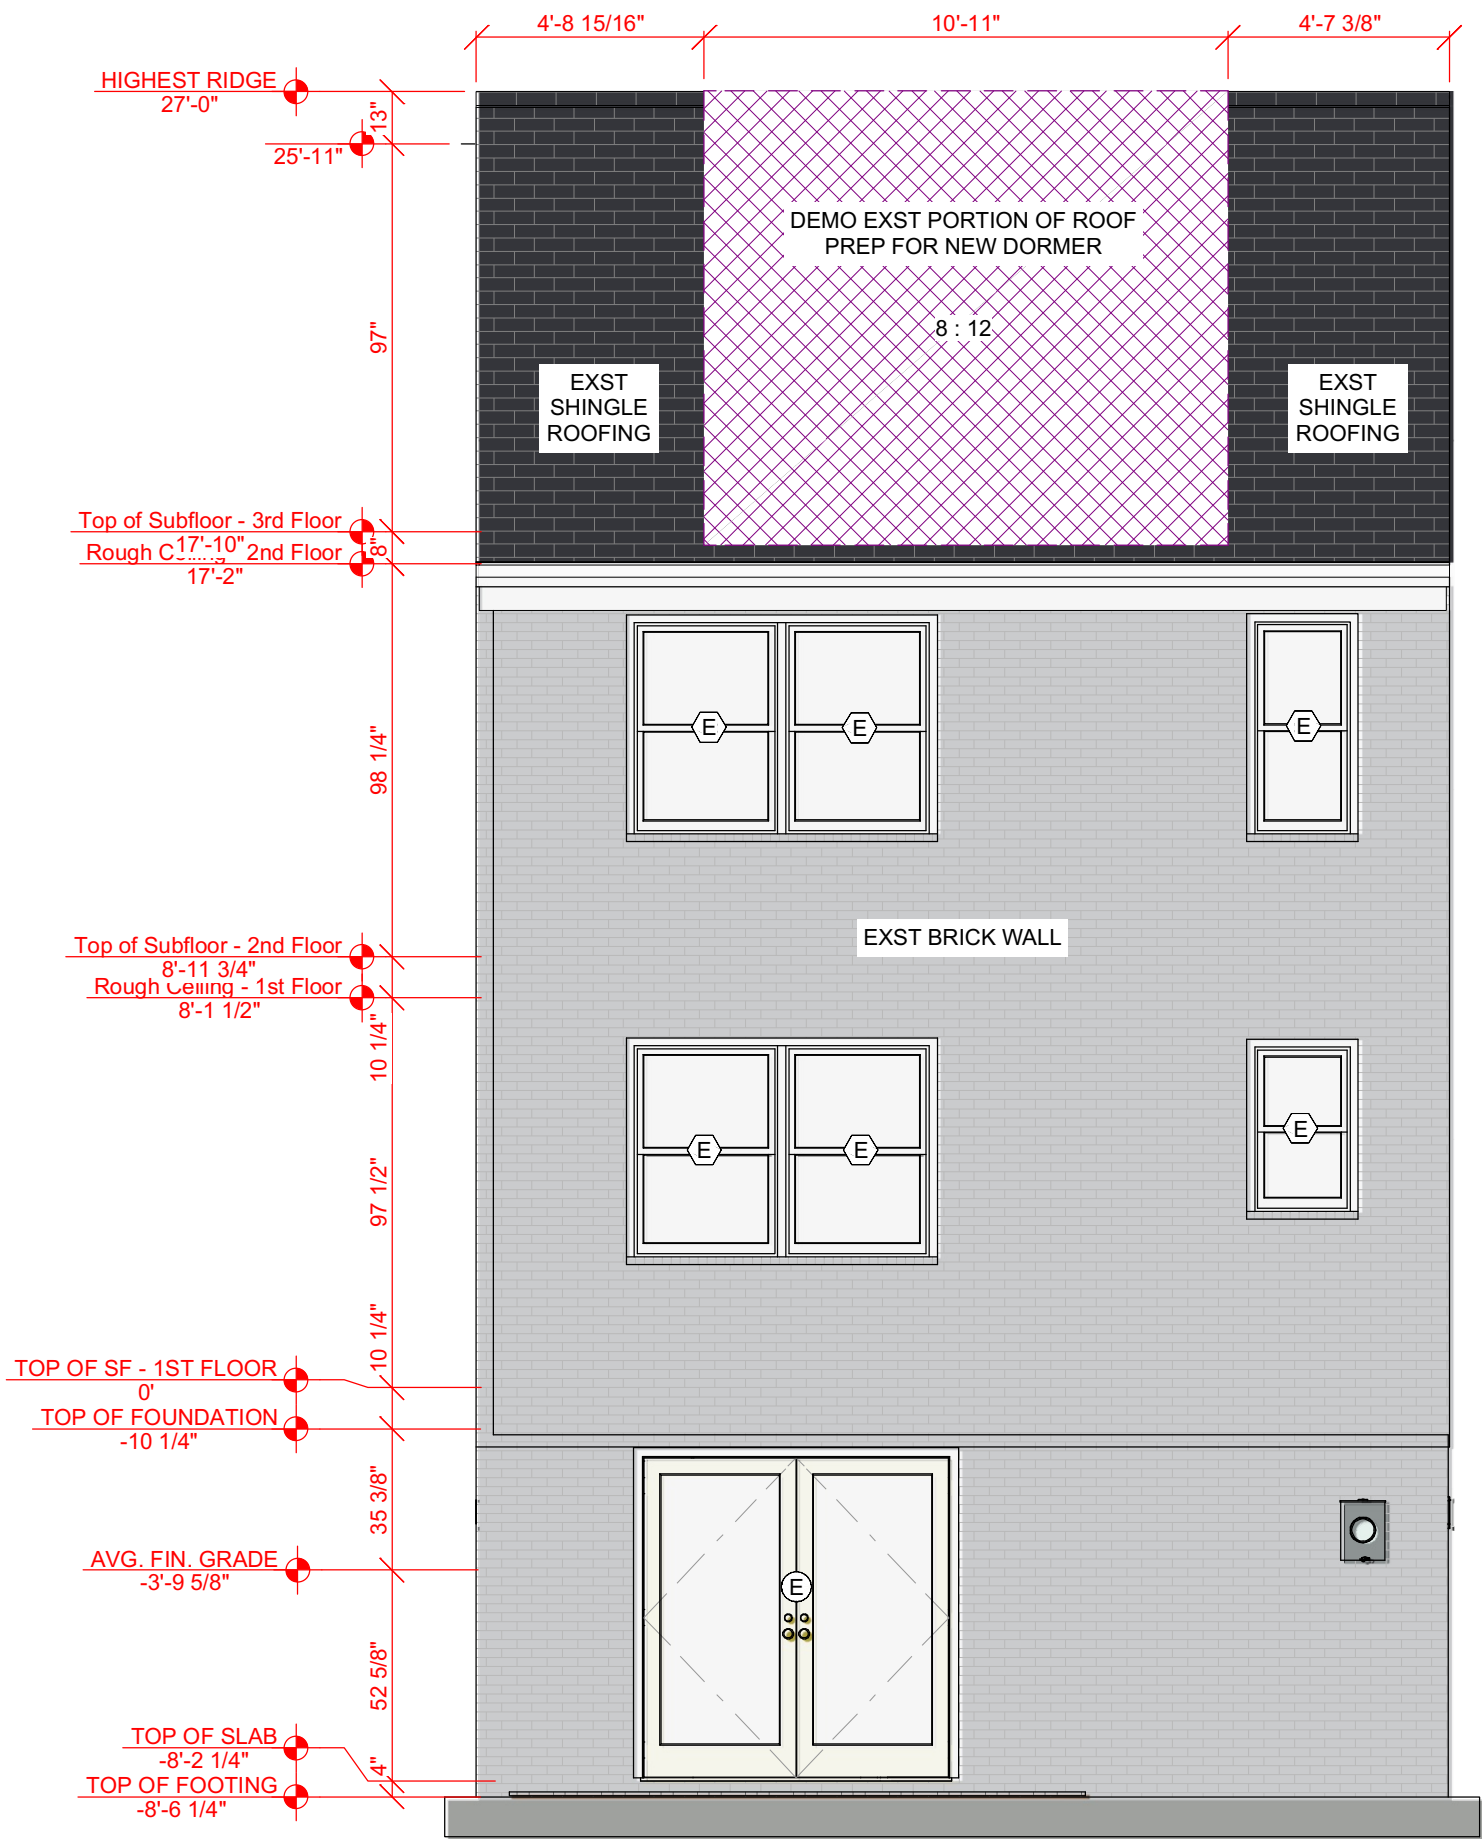 4'-8 15/16"
10'-11"
4'-7 3/8"
HIGHEST RIDGE
27'-0"
13"
25'-11"
DEMO EXST PORTION OF ROOF
PREP FOR NEW DORMER
8 : 12
97"
EXST
SHINGLE
ROOFING
EXST
SHINGLE
ROOFING
Top of Subfloor - 3rd Floor
17'-10"
8"
Rough 2nd Floor
17'-2"
E
E
E
98 1/4"
EXST BRICK WALL
Top of Subfloor - 2nd Floor
8'-11 3/4"
Rough Ceiling - 1st Floor
8'-1 1/2"
10 1/4"
E
E
E
97 1/2"
10 1/4"
TOP OF SF - 1ST FLOOR
0'
TOP OF FOUNDATION
-10 1/4"
35 3/8"
AVG. FIN. GRADE
-3'-9 5/8"
E
52 5/8"
TOP OF SLAB
-8'-2 1/4"
4"
TOP OF FOOTING
-8'-6 1/4"